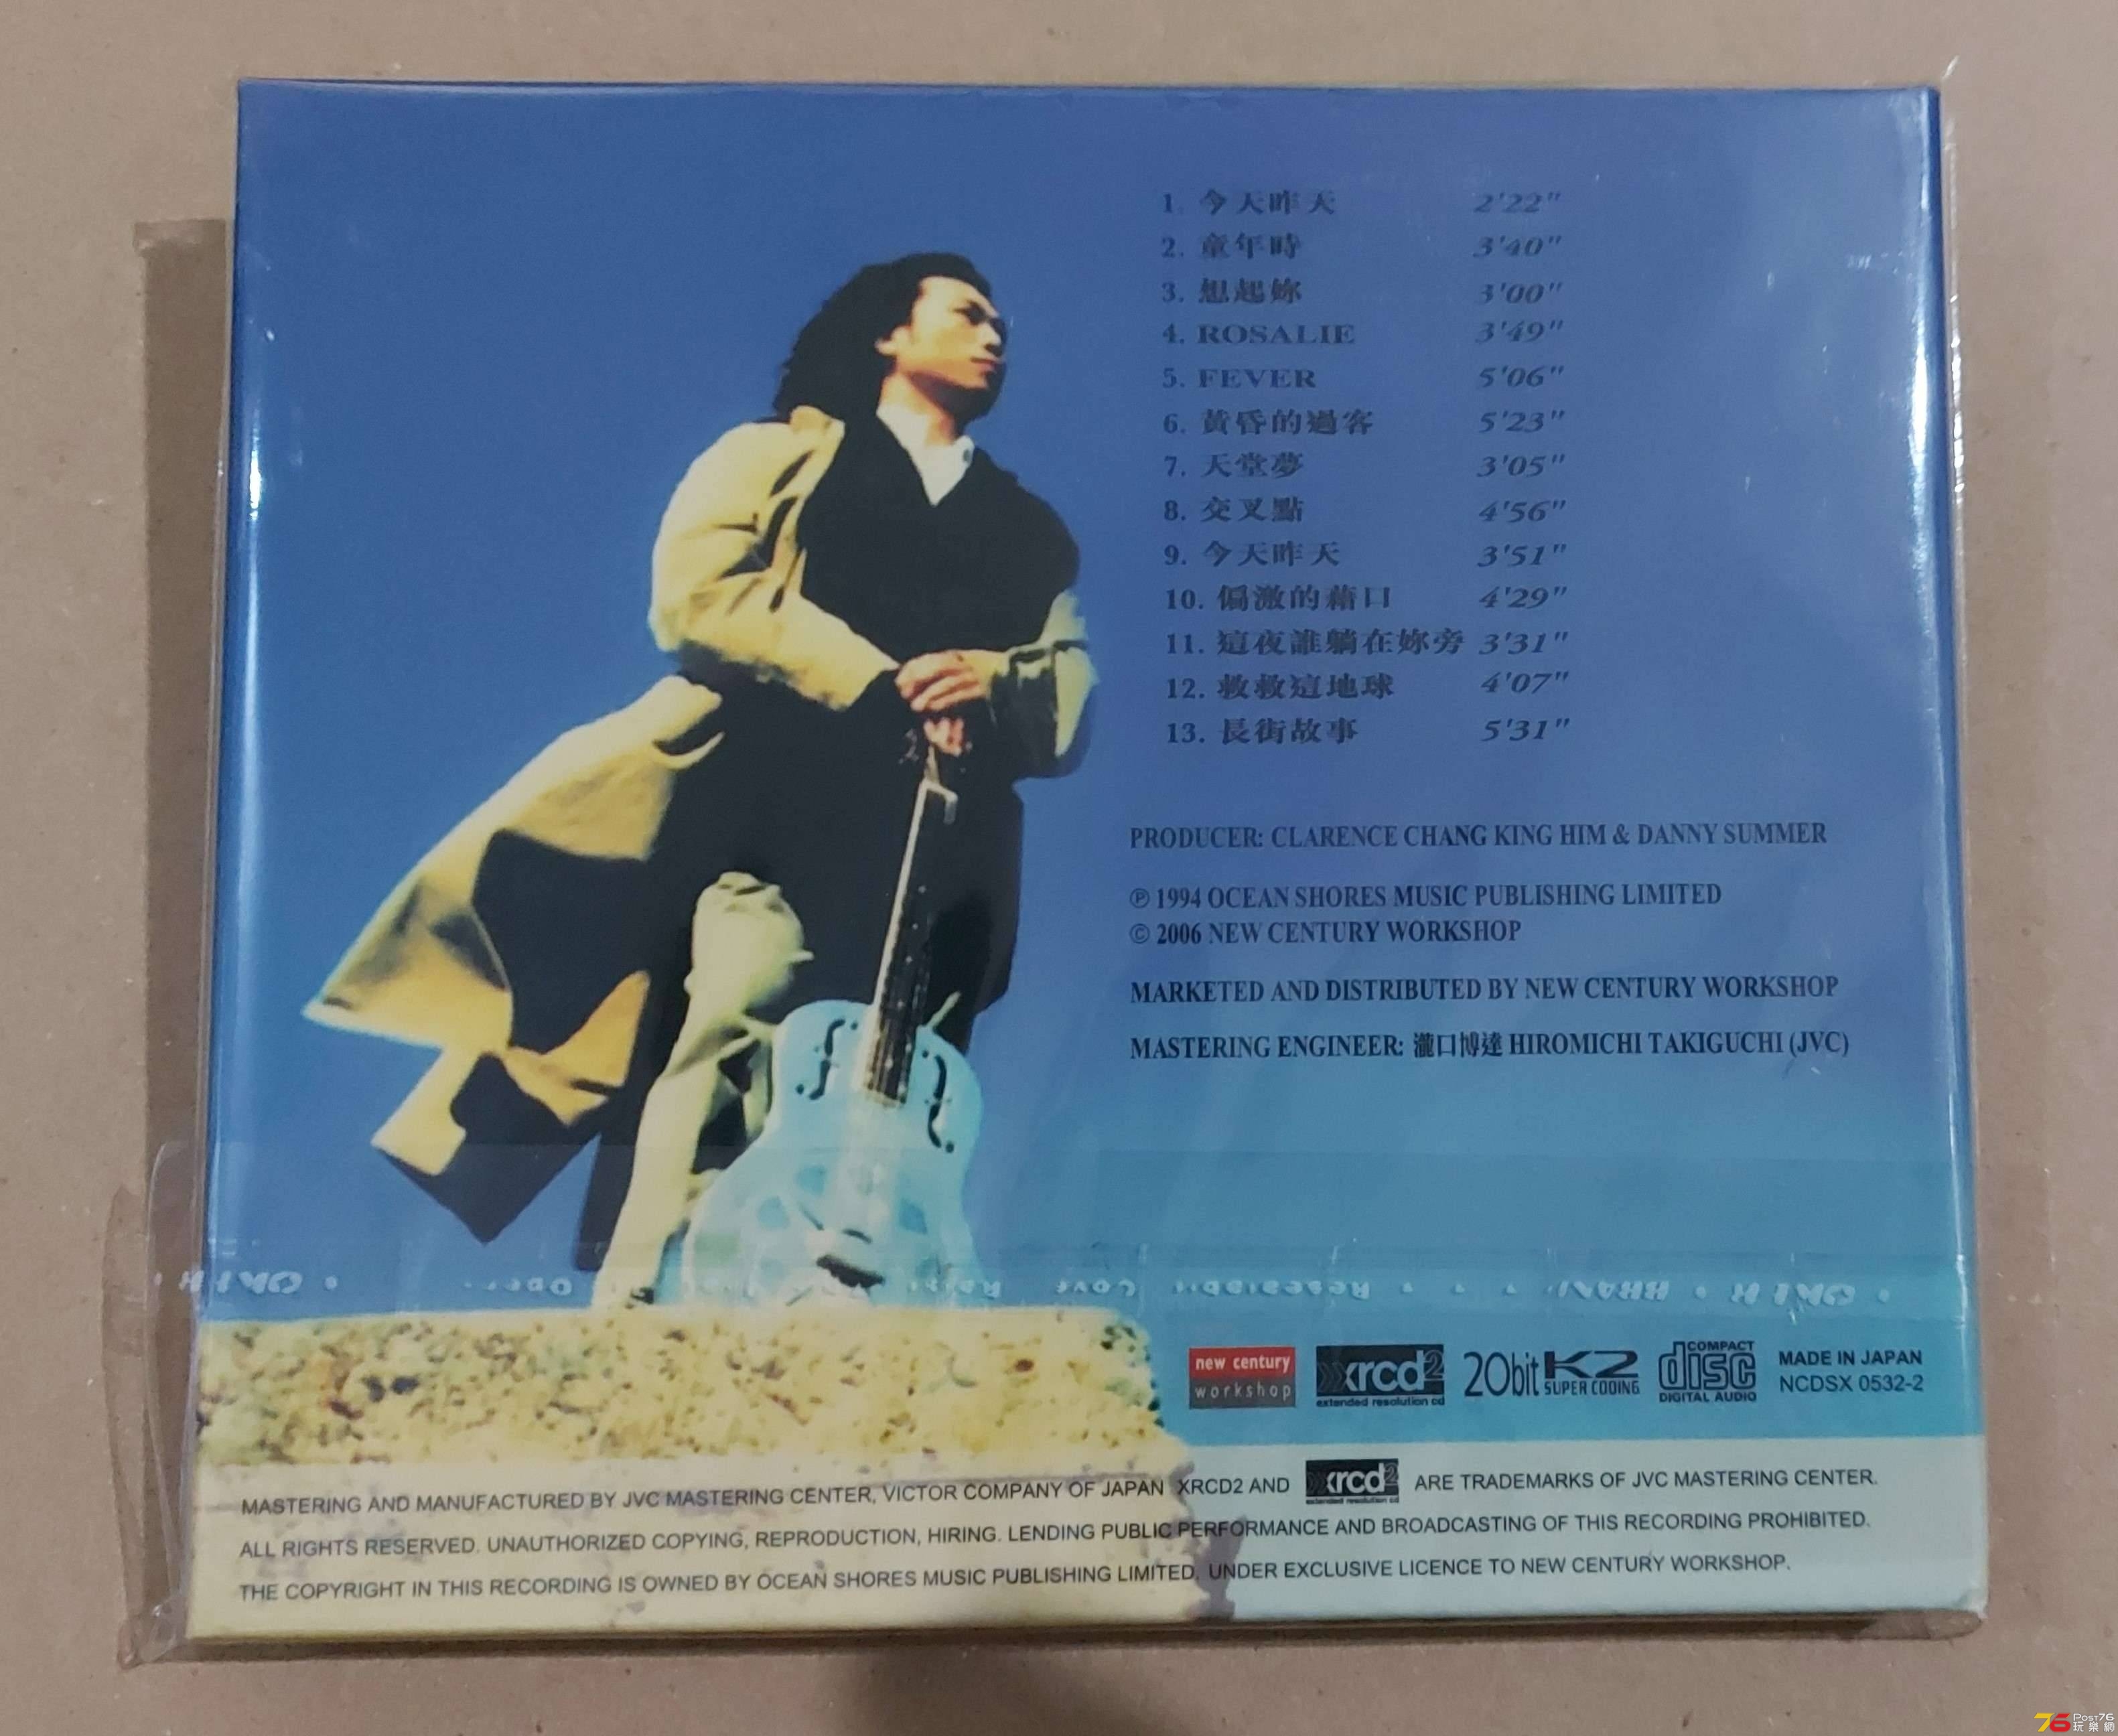 1. 今天昨天 2'22"
2. 童年時 3'40"
3. 想起妳 3'00"
4. ROSALIE 3'49"
5. FEVER 5'06"
6. 黃昏的過客 5'23"
7. 天堂夢 3'05"
8. 交叉點 4'56"
9. 今天昨天 3'51"
10. 偏激的藉口 4'29"
11. 這夜誰躺在妳旁 3'31"
12. 救救這地球 4'07"
13. 長街故事 5'31"
PRODUCER: CLARENCE CHANG KING HIM & DANNY SUMMER
℗ 1994 OCEAN SHORES MUSIC PUBLISHING LIMITED
© 2006 NEW CENTURY WORKSHOP
MARKETED AND DISTRIBUTED BY NEW CENTURY WORKSHOP
MASTERING ENGINEER: 瀧口博達 HIROMICHI TAKIGUCHI (JVC)
new century
workshop
xrcd2
extended resolution cd
20bit K2
SUPER CODING
COMPACT
disc
DIGITAL AUDIO
MADE IN JAPAN
NCDSX 0532-2
MASTERING AND MANUFACTURED BY JVC MASTERING CENTER, VICTOR COMPANY OF JAPAN XRCD2 AND xrcd2 extended resolution cd ARE TRADEMARKS OF JVC MASTERING CENTER.
ALL RIGHTS RESERVED. UNAUTHORIZED COPYING, REPRODUCTION, HIRING. LENDING PUBLIC PERFORMANCE AND BROADCASTING OF THIS RECORDING PROHIBITED.
THE COPYRIGHT IN THIS RECORDING IS OWNED BY OCEAN SHORES MUSIC PUBLISHING LIMITED. UNDER EXCLUSIVE LICENCE TO NEW CENTURY WORKSHOP.
76 POST76
玩樂網